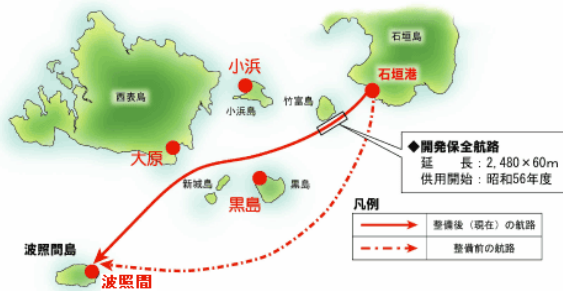 石垣島
小浜
石垣港
西表島
竹富島
小浜島
大原
◆開発保全航路
延 長：2,480×60m
供用開始：昭和56年度
新城島
黒島
黒島
凡例
整備後（現在）の航路
整備前の航路
波照間島
波照間